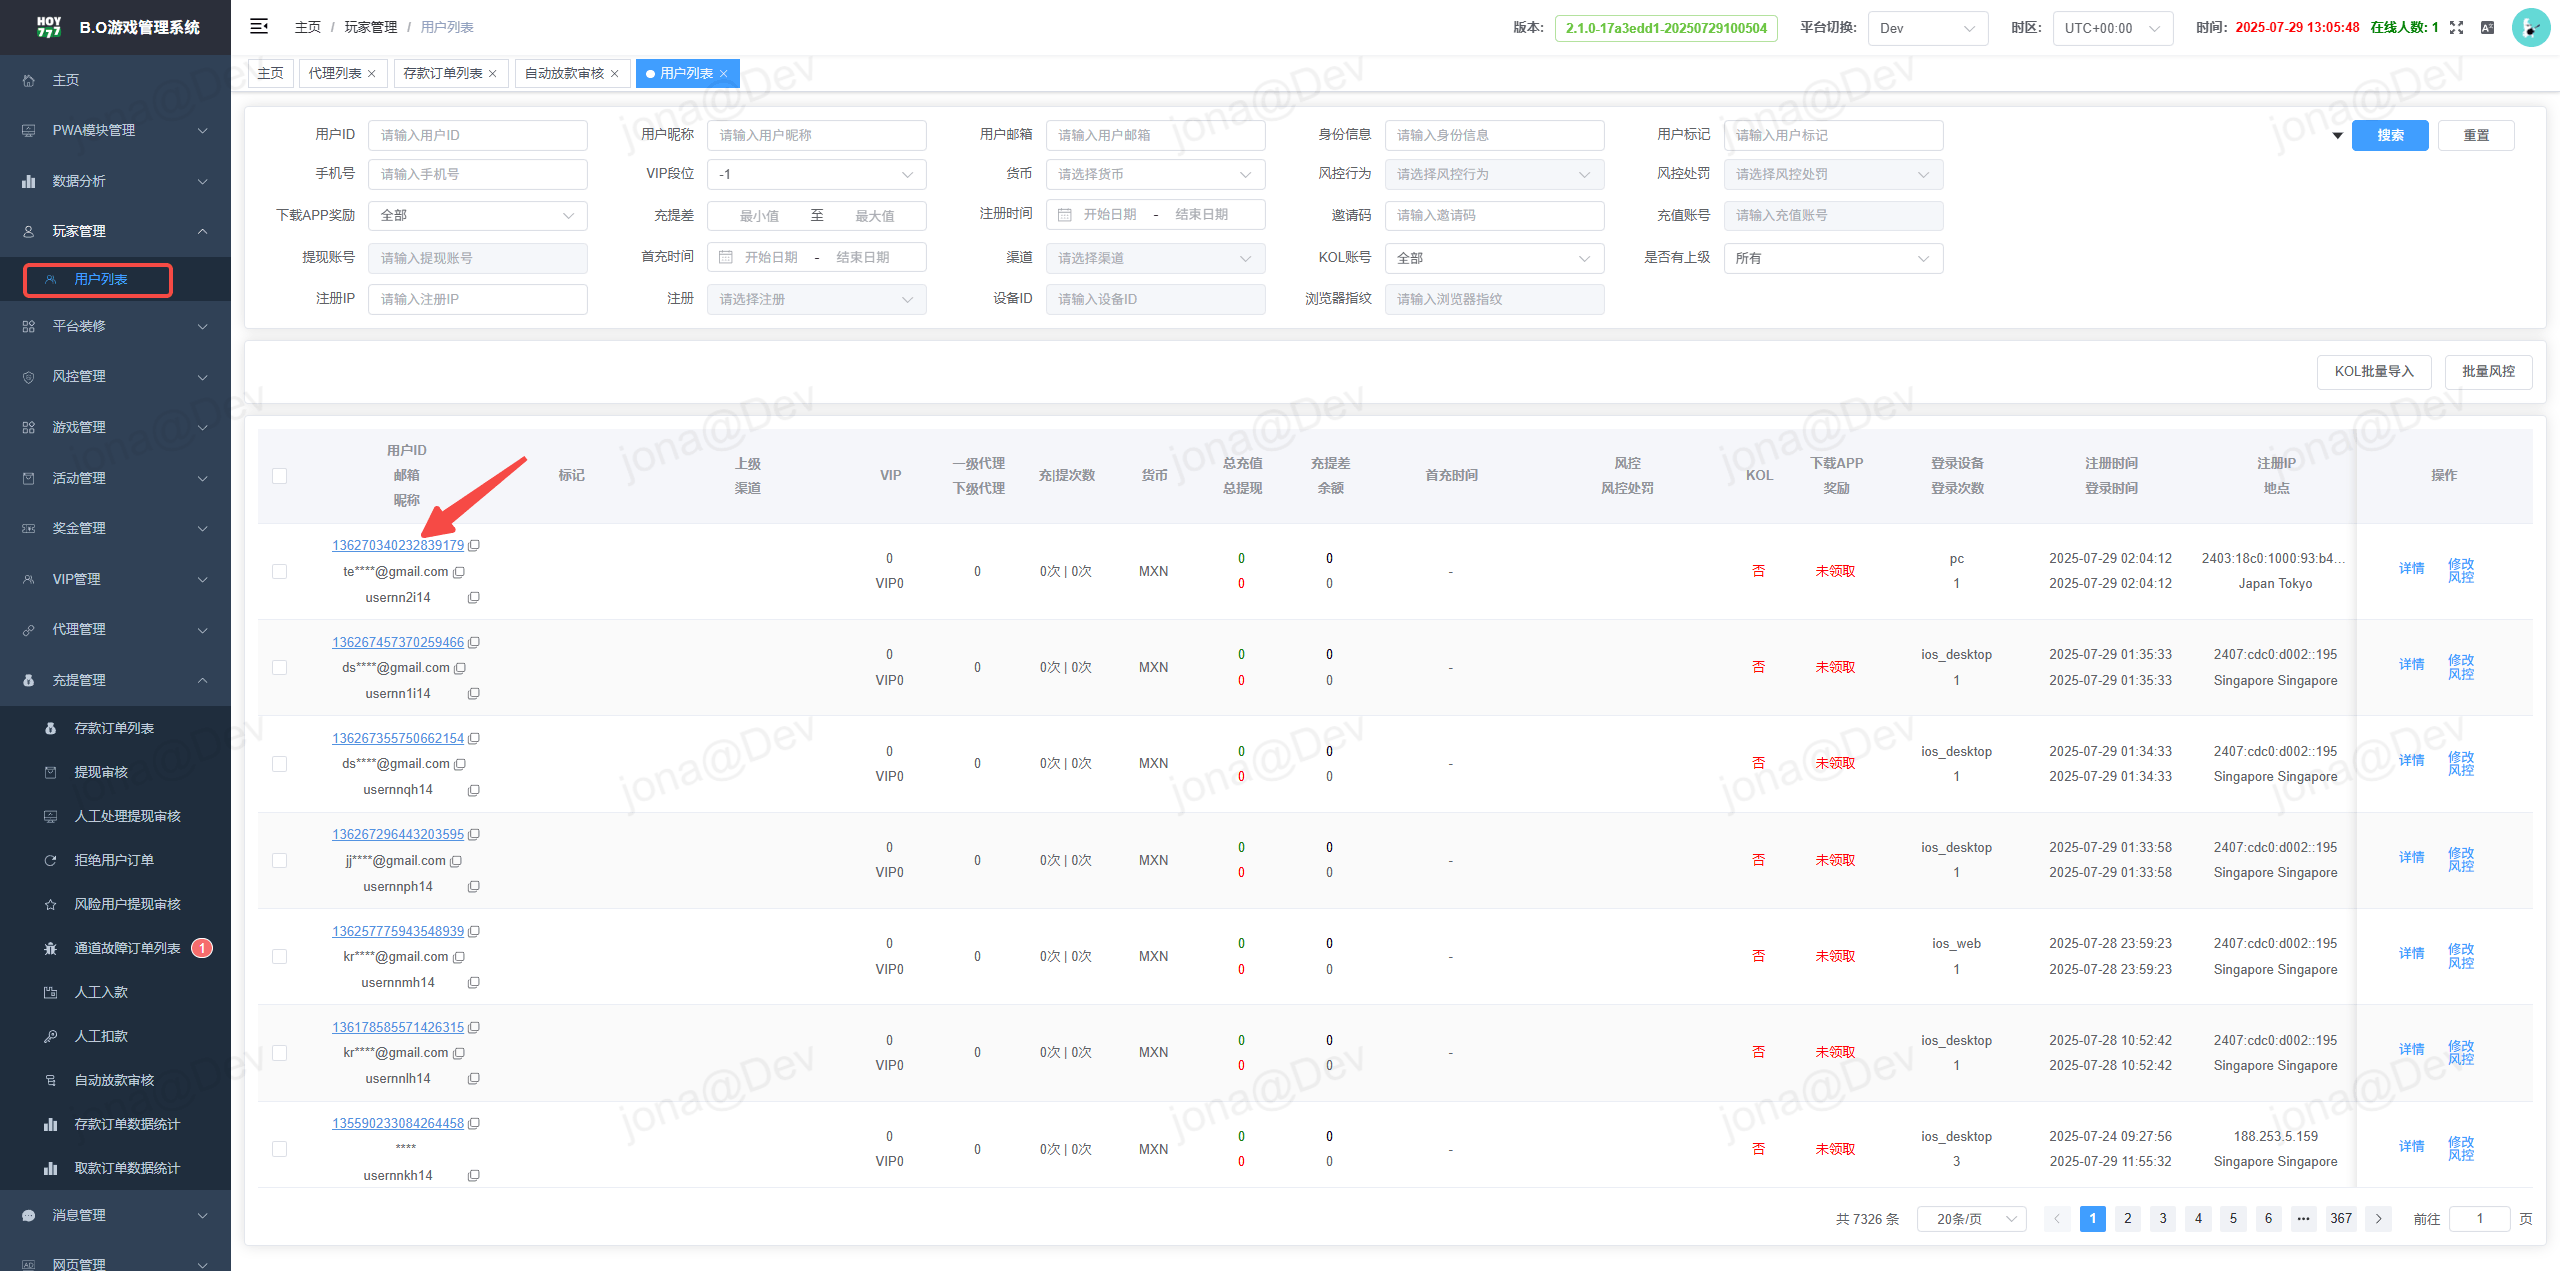 HOY
777
B.O游戏管理系统
主页 / 玩家管理 / 用户列表
版本: 2.1.0-17a3edd1-20250729100504 平台切换: Dev 时区: UTC+00:00 时间: 2025-07-29 13:05:48 在线人数: 1
主页 代理列表 × 存款订单列表 × 自动放款审核 × 用户列表 ×
主页
PWA模块管理
数据分析
玩家管理
用户列表
平台装修
风控管理
游戏管理
活动管理
奖金管理
VIP管理
代理管理
充提管理
存款订单列表
提现审核
人工处理提现审核
拒绝用户订单
风险用户提现审核
通道故障订单列表 1
人工入款
人工扣款
自动放款审核
存款订单数据统计
取款订单数据统计
消息管理
网页管理
用户ID 请输入用户ID 用户昵称 请输入用户昵称 用户邮箱 请输入用户邮箱 身份信息 请输入身份信息 用户标记 请输入用户标记 搜索 重置
手机号 请输入手机号 VIP段位 -1 货币 请选择货币 风控行为 请选择风控行为 风控处罚 请选择风控处罚
下载APP奖励 全部 充提差 最小值 至 最大值 注册时间 开始日期 - 结束日期 邀请码 请输入邀请码 充值账号 请输入充值账号
提现账号 请输入提现账号 首充时间 开始日期 - 结束日期 渠道 请选择渠道 KOL账号 全部 是否有上级 所有
注册IP 请输入注册IP 注册 请选择注册 设备ID 请输入设备ID 浏览器指纹 请输入浏览器指纹
KOL批量导入 批量风控
用户ID
邮箱
昵称
标记
上级
渠道
VIP
一级代理
下级代理
充|提次数
货币
总充值
总提现
充提差
余额
首充时间
风控
风控处罚
KOL
下载APP
奖励
登录设备
登录次数
注册时间
登录时间
注册IP
地点
操作
136270340232839179
te****@gmail.com
usernn2i14
0
VIP0
0
0次 | 0次
MXN
0
0
0
0
-
否
未领取
pc
1
2025-07-29 02:04:12
2025-07-29 02:04:12
2403:18c0:1000:93:b4...
Japan Tokyo
详情
修改
风控
136267457370259466
ds****@gmail.com
usernn1i14
0
VIP0
0
0次 | 0次
MXN
0
0
0
0
-
否
未领取
ios_desktop
1
2025-07-29 01:35:33
2025-07-29 01:35:33
2407:cdc0:d002::195
Singapore Singapore
详情
修改
风控
136267355750662154
ds****@gmail.com
usernnqh14
0
VIP0
0
0次 | 0次
MXN
0
0
0
0
-
否
未领取
ios_desktop
1
2025-07-29 01:34:33
2025-07-29 01:34:33
2407:cdc0:d002::195
Singapore Singapore
详情
修改
风控
136267296443203595
jj****@gmail.com
usernnph14
0
VIP0
0
0次 | 0次
MXN
0
0
0
0
-
否
未领取
ios_desktop
1
2025-07-29 01:33:58
2025-07-29 01:33:58
2407:cdc0:d002::195
Singapore Singapore
详情
修改
风控
136257775943548939
kr****@gmail.com
usernnmh14
0
VIP0
0
0次 | 0次
MXN
0
0
0
0
-
否
未领取
ios_web
1
2025-07-28 23:59:23
2025-07-28 23:59:23
2407:cdc0:d002::195
Singapore Singapore
详情
修改
风控
136178585571426315
kr****@gmail.com
usernnlh14
0
VIP0
0
0次 | 0次
MXN
0
0
0
0
-
否
未领取
ios_desktop
1
2025-07-28 10:52:42
2025-07-28 10:52:42
2407:cdc0:d002::195
Singapore Singapore
详情
修改
风控
135590233084264458
****
usernnkh14
0
VIP0
0
0次 | 0次
MXN
0
0
0
0
-
否
未领取
ios_desktop
3
2025-07-24 09:27:56
2025-07-29 11:55:32
188.253.5.159
Singapore Singapore
详情
修改
风控
共 7326 条 20条/页 < 1 2 3 4 5 6 ••• 367 > 前往 1 页
jona@Dev